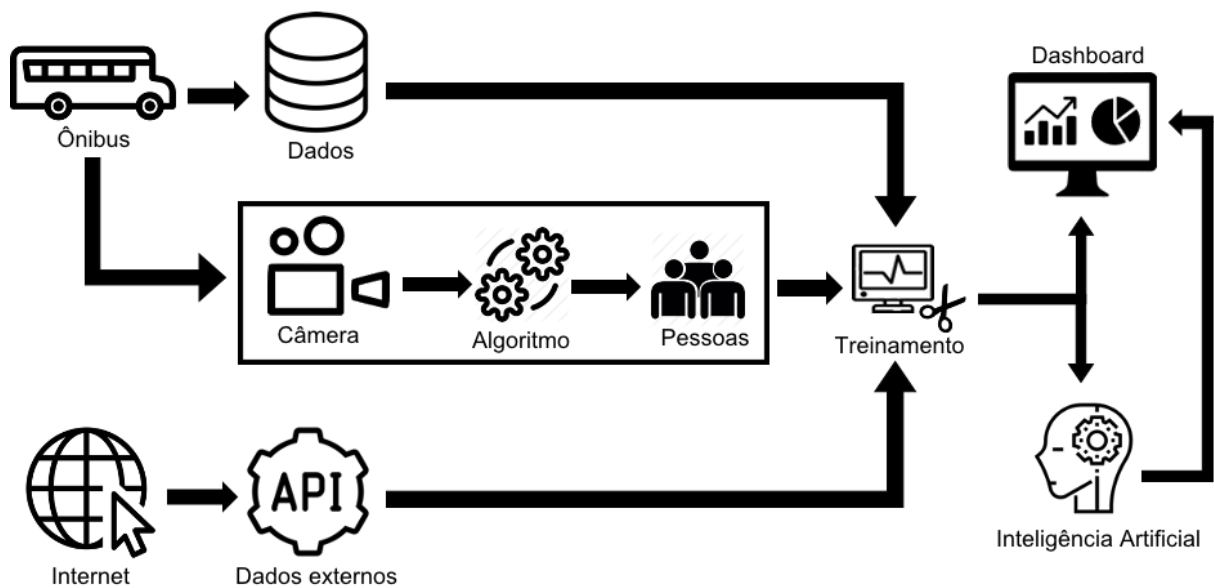 Dashboard
Ônibus
Dados
Câmera
Algoritmo
Pessoas
Treinamento
API
Inteligência Artificial
Internet
Dados externos